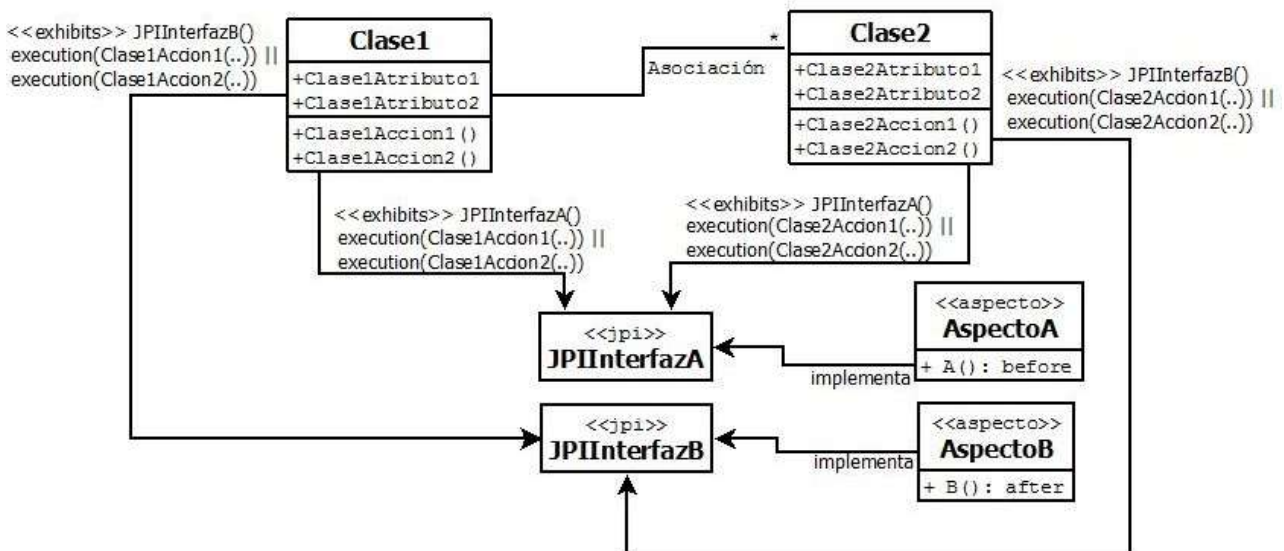 <<exhibits>> JPIInterfazB()
execution(Clase1Accion1(..)) ||
execution(Clase1Accion2(..))
Clase1
+Clase1Atributo1
+Clase1Atributo2
+Clase1Accion1()
+Clase1Accion2()
*
Asociación
Clase2
+Clase2Atributo1
+Clase2Atributo2
+Clase2Accion1()
+Clase2Accion2()
<<exhibits>> JPIInterfazB()
execution(Clase2Accion1(..)) ||
execution(Clase2Accion2(..))
<<exhibits>> JPIInterfazA()
execution(Clase1Accion1(..)) ||
execution(Clase1Accion2(..))
<<exhibits>> JPIInterfazA()
execution(Clase2Accion1(..)) ||
execution(Clase2Accion2(..))
<<jpi>>
JPIInterfazA
implementa
<<aspecto>>
AspectoA
+ A(): before
<<jpi>>
JPIInterfazB
implementa
<<aspecto>>
AspectoB
+ B(): after